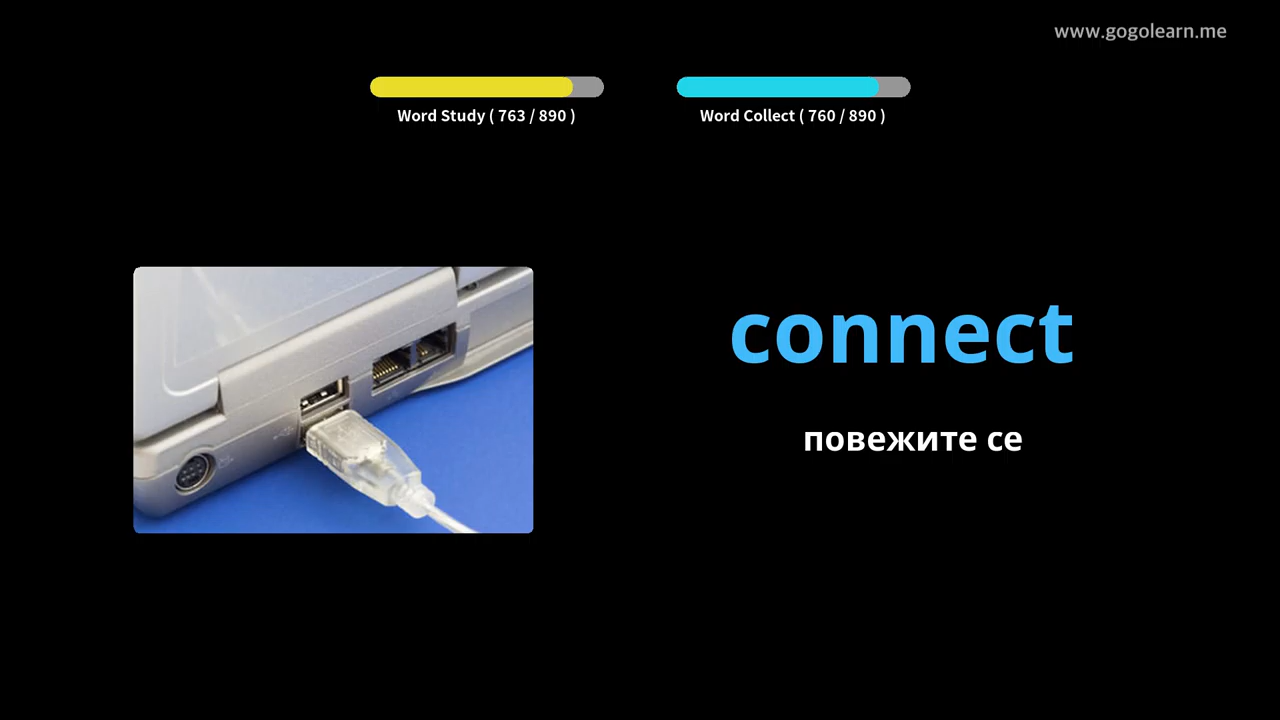 www.gogolearn.me
Word Study ( 763 / 890 )
Word Collect ( 760 / 890 )
connect
повежите се